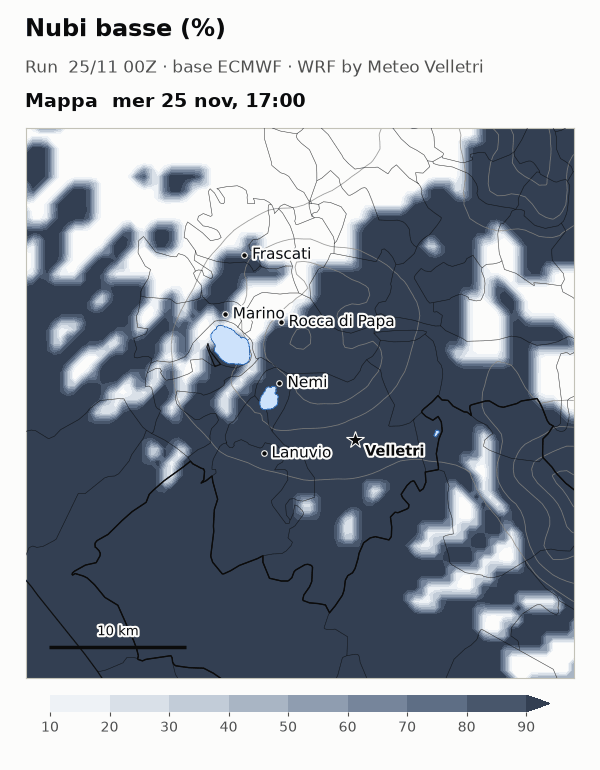 Nubi basse (%)
Run  25/11 00Z · base ECMWF · WRF by Meteo Velletri
Mappa  mer 25 nov, 17:00
Frascati
Marino
Rocca di Papa
Nemi
Velletri
Lanuvio
10 km
10 20 30 40 50 60 70 80 90